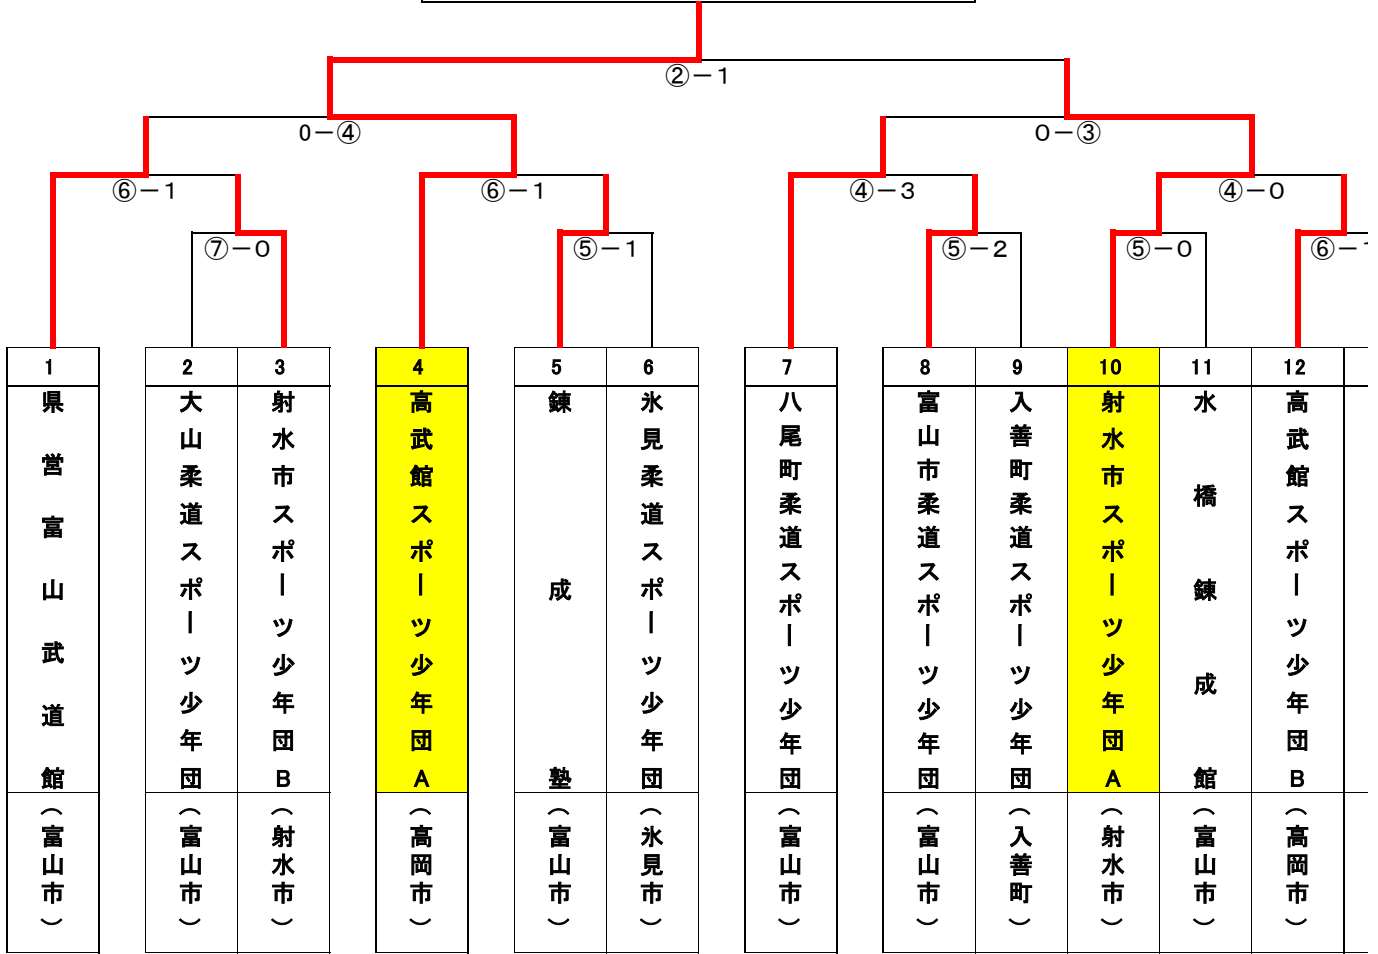 ②－1
0－④
0－③
⑥－1
⑥－1
④－3
④－0
⑦－0
⑤－1
⑤－2
⑤－0
⑥－1
1
2
3
4
5
6
7
8
9
10
11
12
県営富山武道館
大山柔道スポーツ少年団
射水市スポーツ少年団B
高武館スポーツ少年団A
錬成塾
氷見柔道スポーツ少年団
八尾町柔道スポーツ少年団
富山市柔道スポーツ少年団
入善町柔道スポーツ少年団
射水市スポーツ少年団A
水橋錬成館
高武館スポーツ少年団B
（富山市）
（富山市）
（射水市）
（高岡市）
（富山市）
（氷見市）
（富山市）
（富山市）
（入善町）
（射水市）
（富山市）
（高岡市）